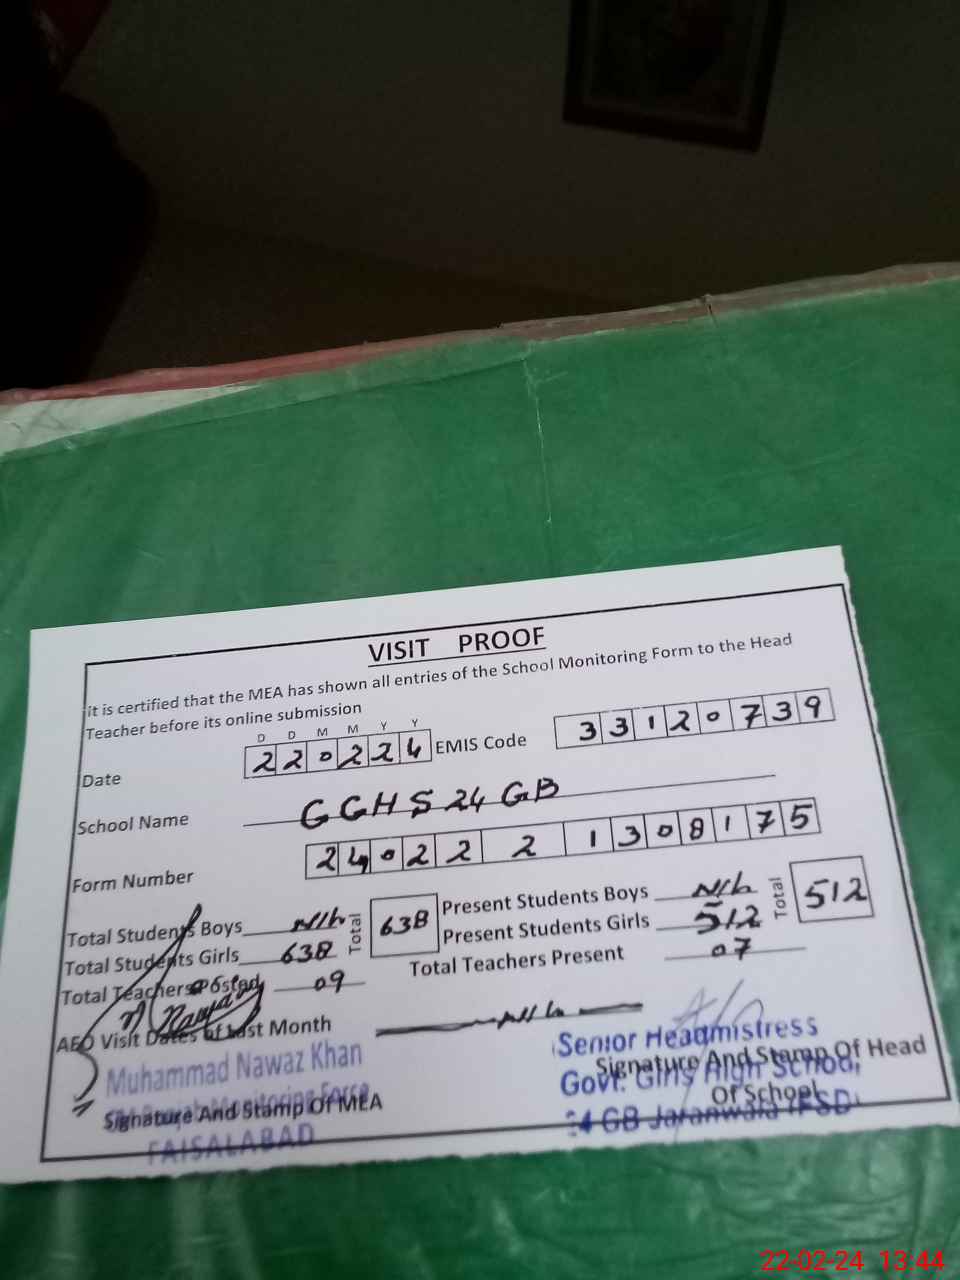 VISIT PROOF
it is certified that the MEA has shown all entries of the School Monitoring Form to the Head
Teacher before its online submission
D D M M Y Y
Date 2 2 0 2 2 4 EMIS Code 3 3 1 2 0 7 3 9
School Name G G H S 24 GB
Form Number 2 4 0 2 2 2 1 3 0 8 1 7 5
Total Students Boys Nil Total 638 Present Students Boys Nil Total 512
Total Students Girls 638 Present Students Girls 512
Total Teachers Posted 09 Total Teachers Present 07
AEO Visit Dates of Last Month Nil
Muhammad Nawaz Khan
Signature And Stamp Of MEA
Monitoring Force
FAISALABAD
Senior Headmistress
Signature And Stamp Of Head
Govt. Girls High School,
Of School
24 GB Jaranwala (FSD)
22-02-24 13:44